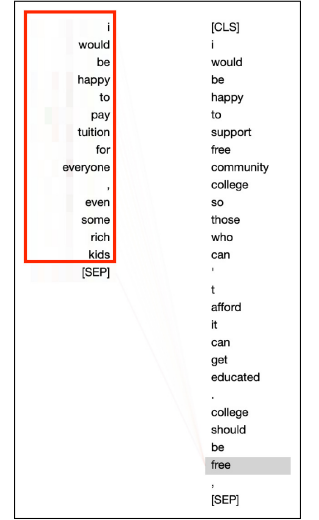 i
would
be
happy
to
pay
tuition
for
everyone
,
even
some
rich
kids
[SEP]
[CLS]
i
would
be
happy
to
support
free
community
college
so
those
who
can
'
t
afford
it
can
get
educated
.
college
should
be
free
,
[SEP]